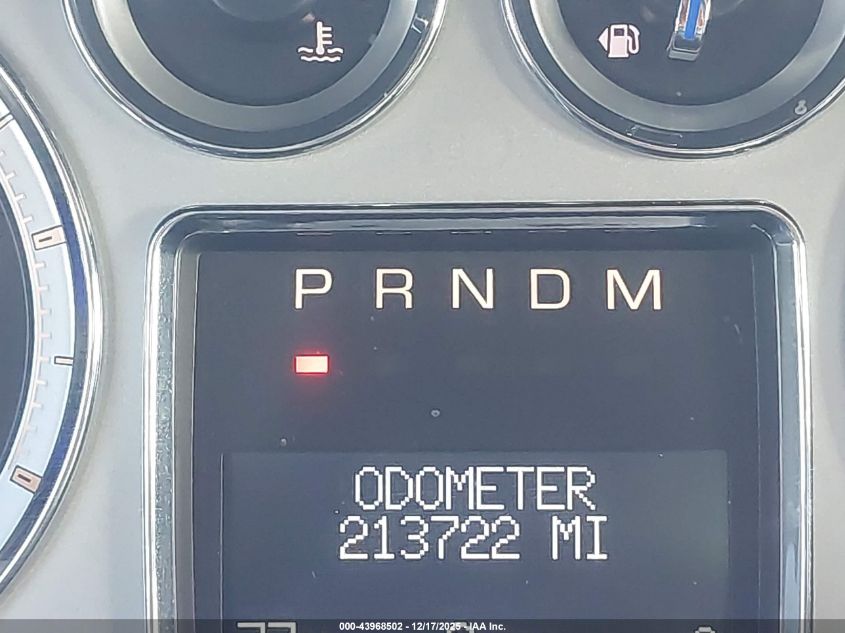 P R N D M
ODOMETER
213722 MI
000-43968502 - 12/17/2025 - IAA Inc.